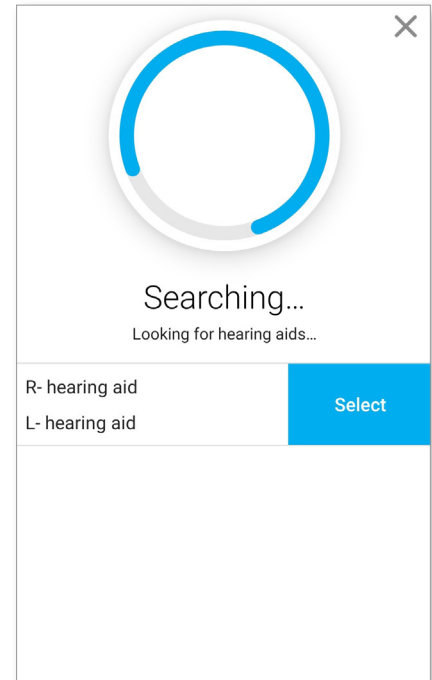 Searching...
Looking for hearing aids...
R- hearing aid
L- hearing aid
Select